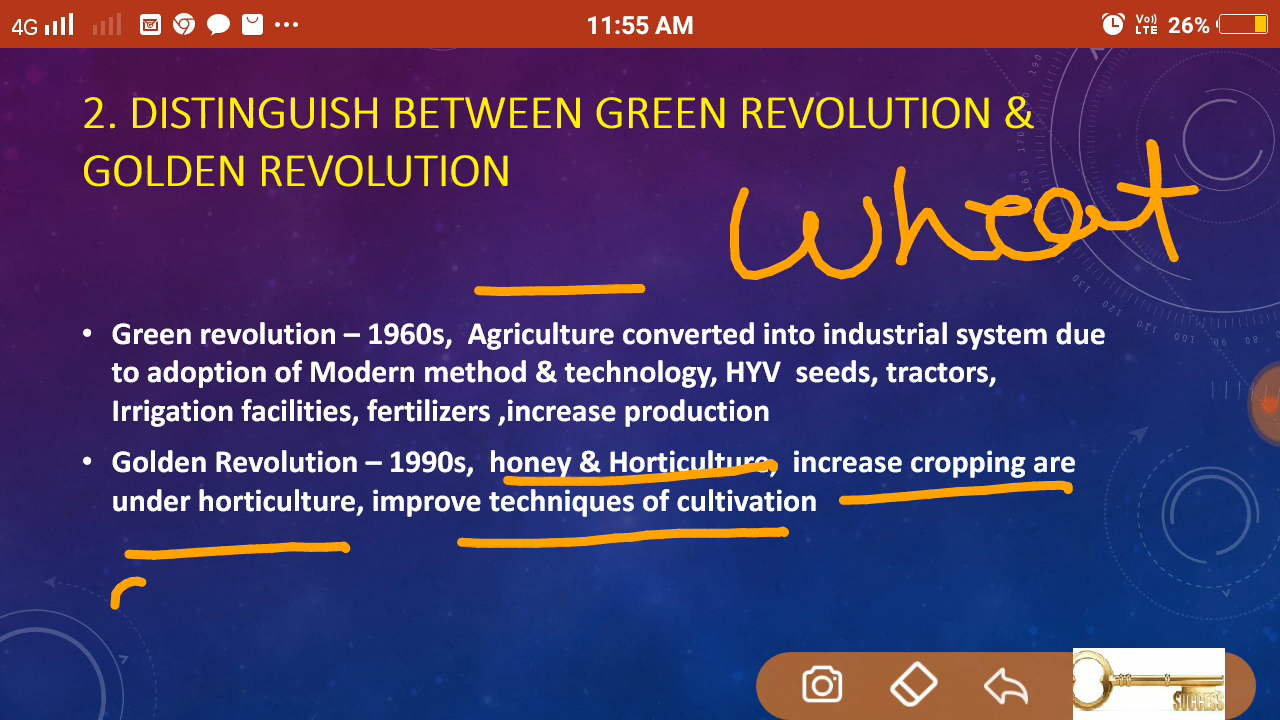 4G 11:55 AM Vo)) LTE 26%
2. DISTINGUISH BETWEEN GREEN REVOLUTION &
GOLDEN REVOLUTION
Wheat
• Green revolution – 1960s, Agriculture converted into industrial system due
to adoption of Modern method & technology, HYV seeds, tractors,
Irrigation facilities, fertilizers ,increase production
• Golden Revolution – 1990s, honey & Horticulture, increase cropping are
under horticulture, improve techniques of cultivation
SUCCESS